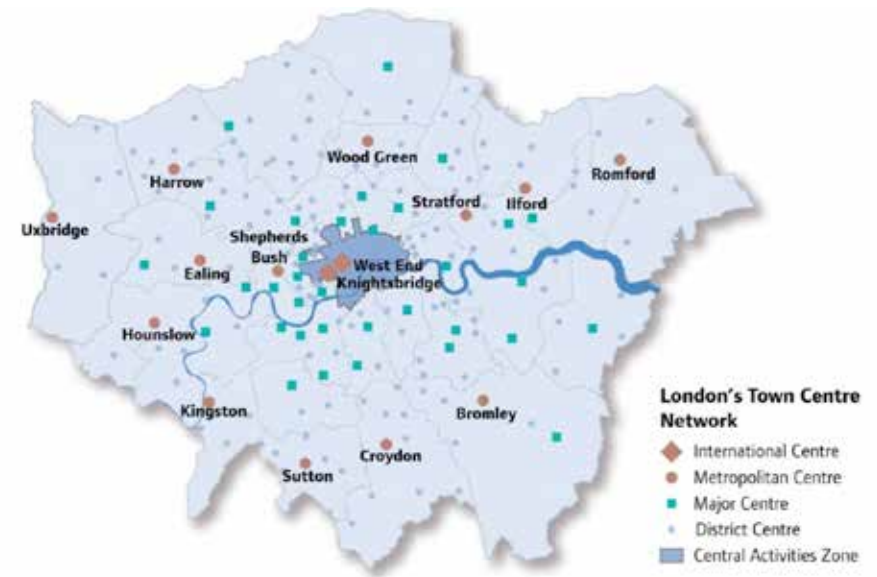 Wood Green
Romford
Harrow
Stratford
Ilford
Uxbridge
Shepherds
Bush
West End
Knightsbridge
Ealing
Hounslow
Kingston
Bromley
Croydon
Sutton
London's Town Centre
Network
International Centre
Metropolitan Centre
Major Centre
District Centre
Central Activities Zone